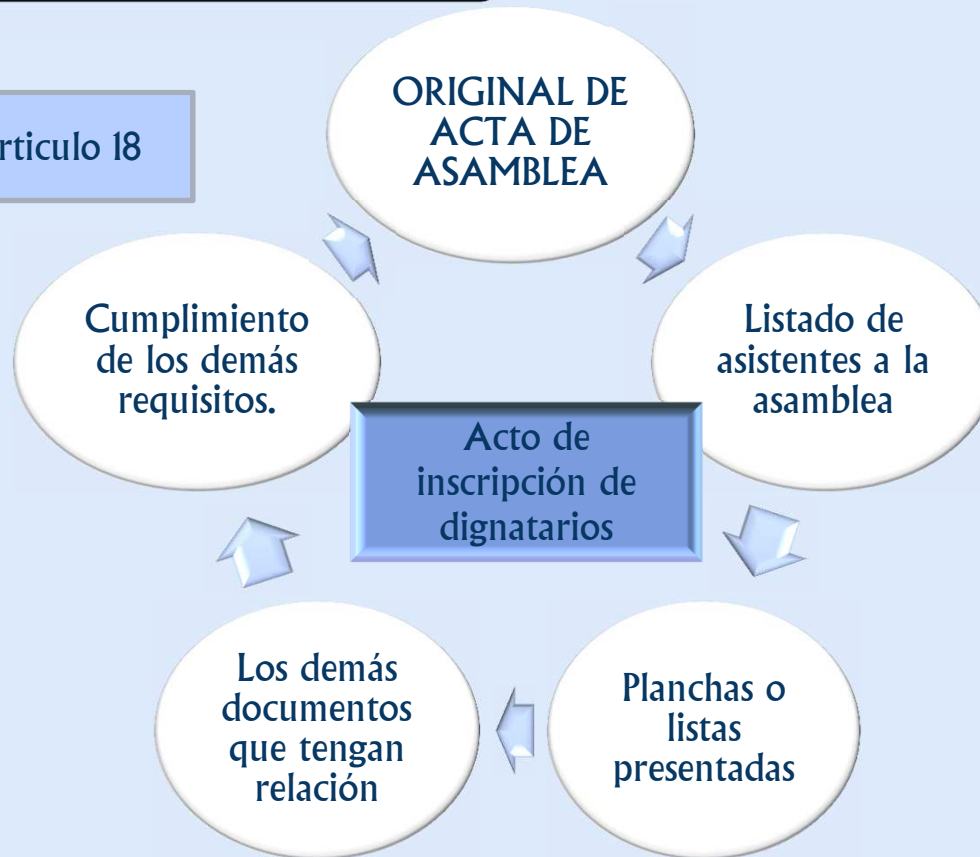 ORIGINAL DE
ACTA DE
ASAMBLEA
rticulo 18
Listado de
asistentes a la
asamblea
Cumplimiento
de los demás
requisitos.
Acto de
inscripción de
dignatarios
Planchas o
listas
presentadas
Los demás
documentos
que tengan
relación